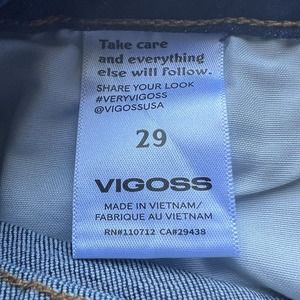 Take care
and everything
else will follow.
SHARE YOUR LOOK
#VERYVIGOSS
@VIGOSSUSA
29
VIGOSS
MADE IN VIETNAM/
FABRIQUE AU VIETNAM
RN#110712 CA#29438